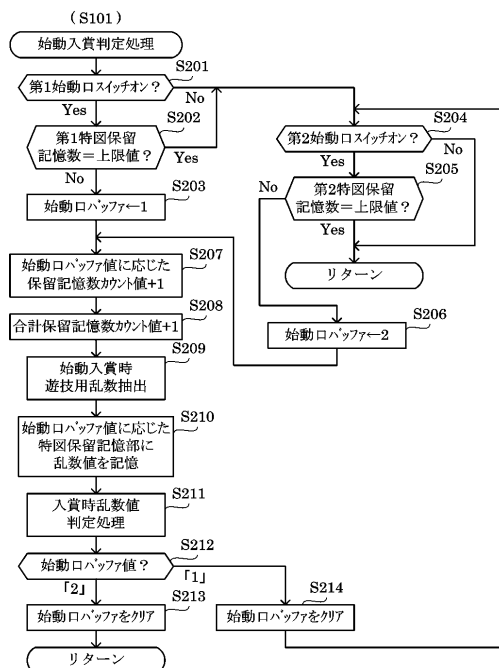 (S101)
始動入賞判定処理
S201
第1始動口スイッチオン?
No
Yes
S202
第1特図保留
記憶数=上限値?
Yes
No
S203
始動口バッファ←1
S204
第2始動口スイッチオン?
No
Yes
S205
No
第2特図保留
記憶数=上限値?
Yes
リターン
S206
始動口バッファ←2
S207
始動口バッファ値に応じた
保留記憶数カウント値+1
S208
合計保留記憶数カウント値+1
S209
始動入賞時
遊技用乱数抽出
S210
始動口バッファ値に応じた
特図保留記憶部に
乱数値を記憶
S211
入賞時乱数値
判定処理
S212
始動口バッファ値?
「2」
「1」
S213
始動口バッファをクリア
S214
始動口バッファをクリア
リターン